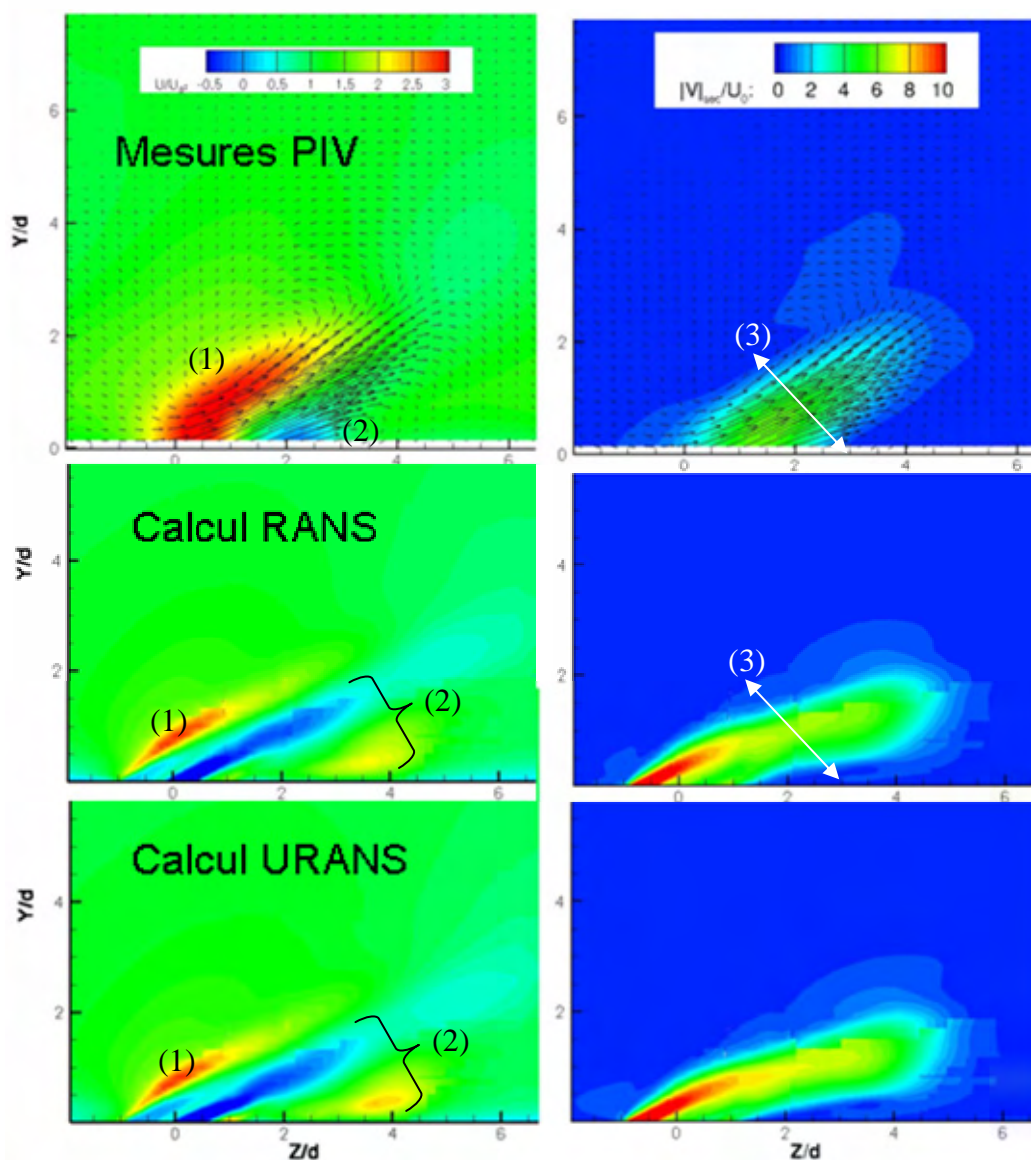 U/U₀: -0.5 0 0.5 1 1.5 2 2.5 3
|V|sec/U₀: 0 2 4 6 8 10
Mesures PIV
Y/d
6
4
2
0
(1)
(2)
0 2 4 6
6
4
2
0
(3)
0 2 4 6
Calcul RANS
Y/d
4
2
(1)
(2)
0 2 4 6
4
2
(3)
0 2 4 6
Calcul URANS
Y/d
4
2
(1)
(2)
0 2 4 6
Z/d
4
2
0 2 4 6
Z/d